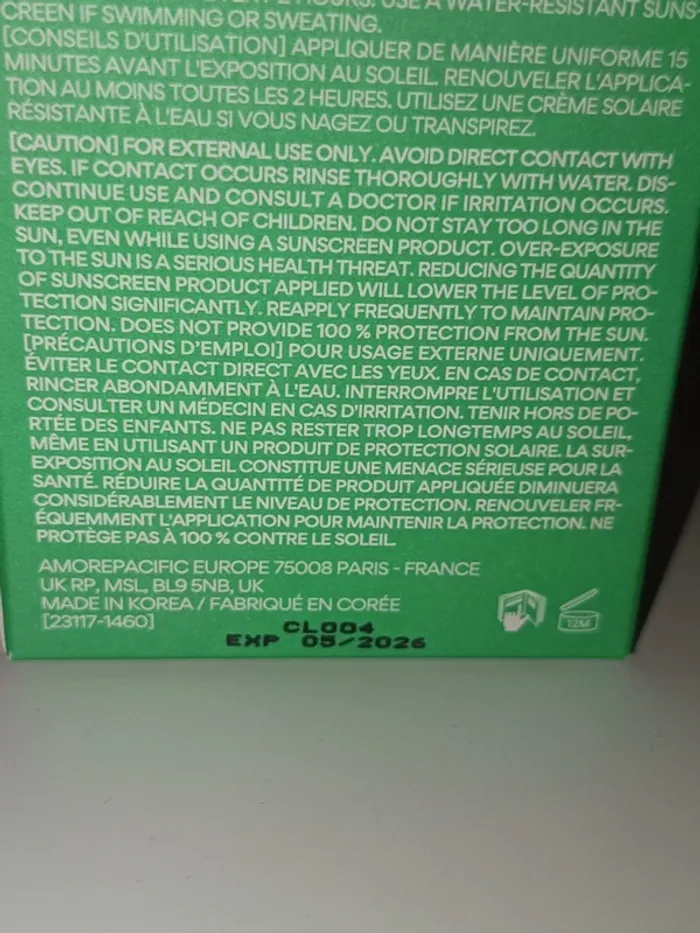 2 HOURS. USE A WATER-RESISTANT SUNS-
CREEN IF SWIMMING OR SWEATING.
[CONSEILS D'UTILISATION] APPLIQUER DE MANIÈRE UNIFORME 15
MINUTES AVANT L'EXPOSITION AU SOLEIL. RENOUVELER L'APPLICA-
TION AU MOINS TOUTES LES 2 HEURES. UTILISEZ UNE CRÈME SOLAIRE
RÉSISTANTE À L'EAU SI VOUS NAGEZ OU TRANSPIREZ.
[CAUTION] FOR EXTERNAL USE ONLY. AVOID DIRECT CONTACT WITH
EYES. IF CONTACT OCCURS RINSE THOROUGHLY WITH WATER. DIS-
CONTINUE USE AND CONSULT A DOCTOR IF IRRITATION OCCURS.
KEEP OUT OF REACH OF CHILDREN. DO NOT STAY TOO LONG IN THE
SUN, EVEN WHILE USING A SUNSCREEN PRODUCT. OVER-EXPOSURE
TO THE SUN IS A SERIOUS HEALTH THREAT. REDUCING THE QUANTITY
OF SUNSCREEN PRODUCT APPLIED WILL LOWER THE LEVEL OF PRO-
TECTION SIGNIFICANTLY. REAPPLY FREQUENTLY TO MAINTAIN PRO-
TECTION. DOES NOT PROVIDE 100 % PROTECTION FROM THE SUN.
[PRÉCAUTIONS D'EMPLOI] POUR USAGE EXTERNE UNIQUEMENT.
ÉVITER LE CONTACT DIRECT AVEC LES YEUX. EN CAS DE CONTACT,
RINCER ABONDAMMENT À L'EAU. INTERROMPRE L'UTILISATION ET
CONSULTER UN MÉDECIN EN CAS D'IRRITATION. TENIR HORS DE PO-
RTÉE DES ENFANTS. NE PAS RESTER TROP LONGTEMPS AU SOLEIL,
MÊME EN UTILISANT UN PRODUIT DE PROTECTION SOLAIRE. LA SUR-
EXPOSITION AU SOLEIL CONSTITUE UNE MENACE SÉRIEUSE POUR LA
SANTÉ. RÉDUIRE LA QUANTITÉ DE PRODUIT APPLIQUÉE DIMINUERA
CONSIDÉRABLEMENT LE NIVEAU DE PROTECTION. RENOUVELER FR-
ÉQUEMMENT L'APPLICATION POUR MAINTENIR LA PROTECTION. NE
PROTÈGE PAS À 100 % CONTRE LE SOLEIL.
AMOREPACIFIC EUROPE 75008 PARIS - FRANCE
UK RP, MSL, BL9 5NB, UK
MADE IN KOREA / FABRIQUÉ EN CORÉE
[23117-1460]
CL004
EXP 05/2026
12M